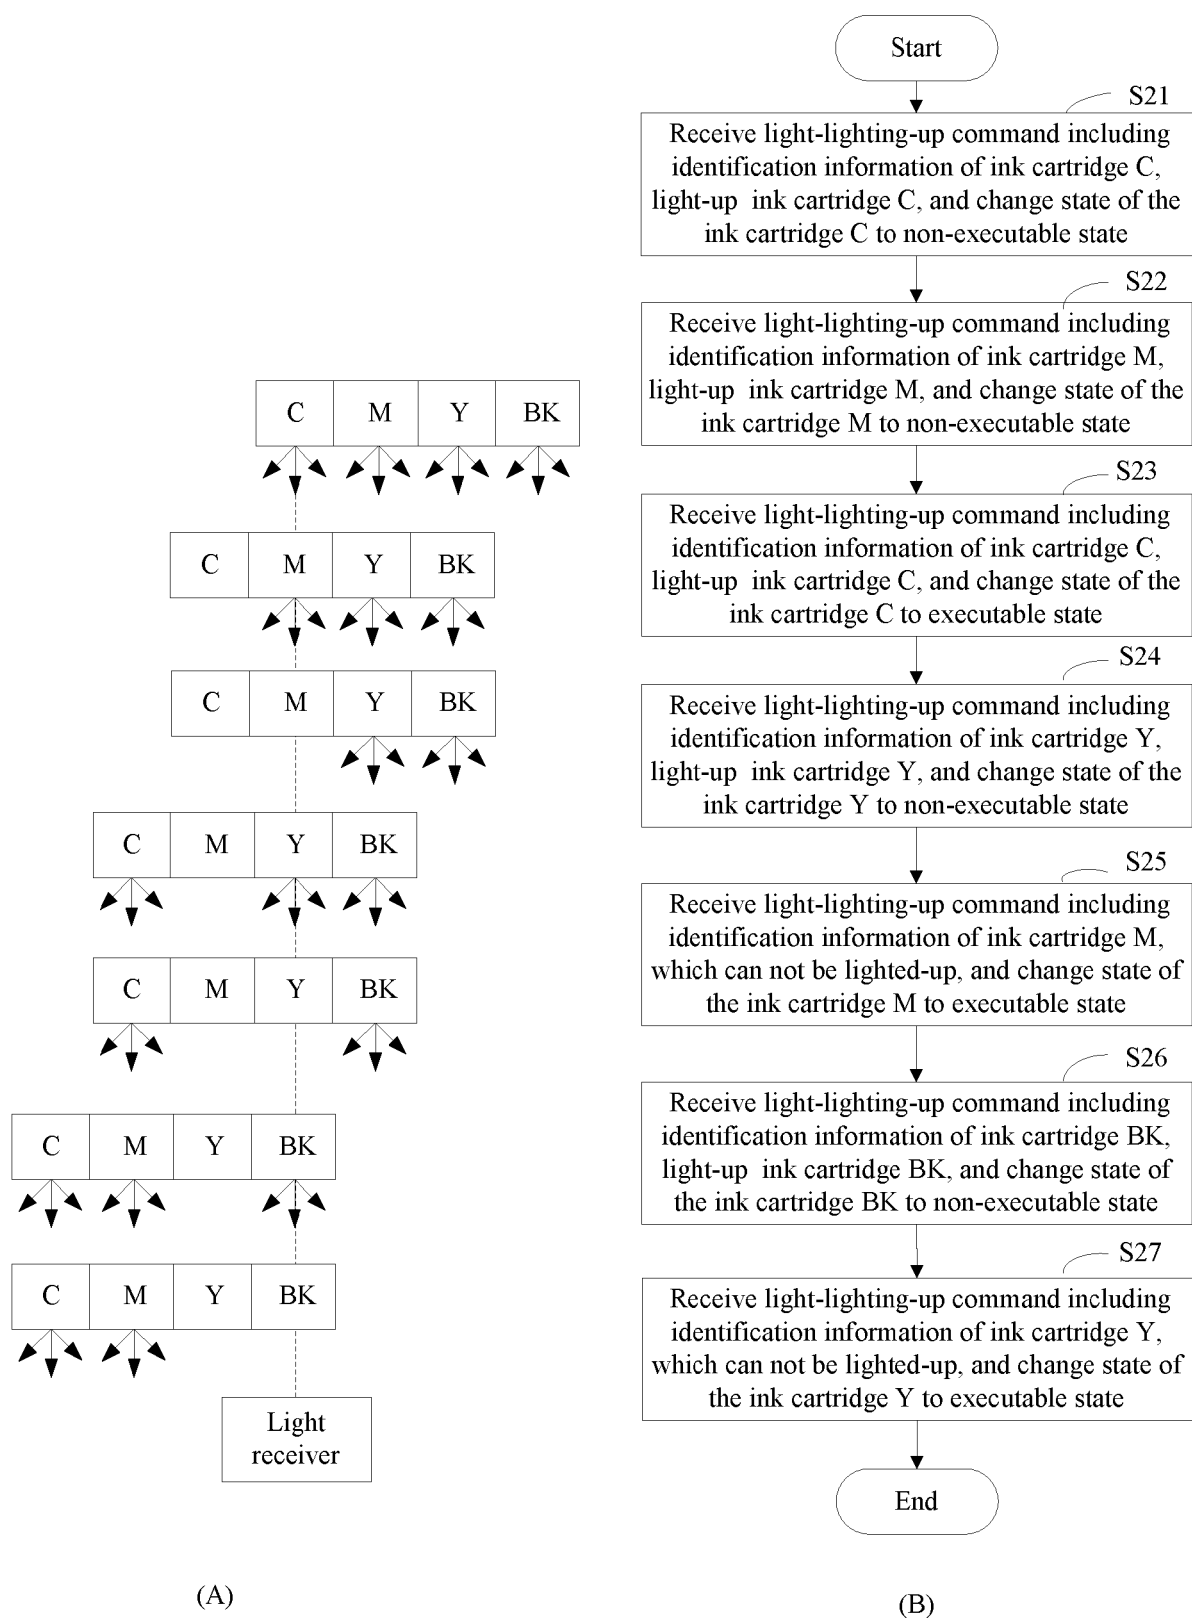 C M Y BK
C M Y BK
C M Y BK
C M Y BK
C M Y BK
C M Y BK
C M Y BK
Light
receiver
(A)
Start
S21
Receive light-lighting-up command including
identification information of ink cartridge C,
light-up ink cartridge C, and change state of the
ink cartridge C to non-executable state
S22
Receive light-lighting-up command including
identification information of ink cartridge M,
light-up ink cartridge M, and change state of the
ink cartridge M to non-executable state
S23
Receive light-lighting-up command including
identification information of ink cartridge C,
light-up ink cartridge C, and change state of the
ink cartridge C to executable state
S24
Receive light-lighting-up command including
identification information of ink cartridge Y,
light-up ink cartridge Y, and change state of the
ink cartridge Y to non-executable state
S25
Receive light-lighting-up command including
identification information of ink cartridge M,
which can not be lighted-up, and change state of
the ink cartridge M to executable state
S26
Receive light-lighting-up command including
identification information of ink cartridge BK,
light-up ink cartridge BK, and change state of
the ink cartridge BK to non-executable state
S27
Receive light-lighting-up command including
identification information of ink cartridge Y,
which can not be lighted-up, and change state of
the ink cartridge Y to executable state
End
(B)